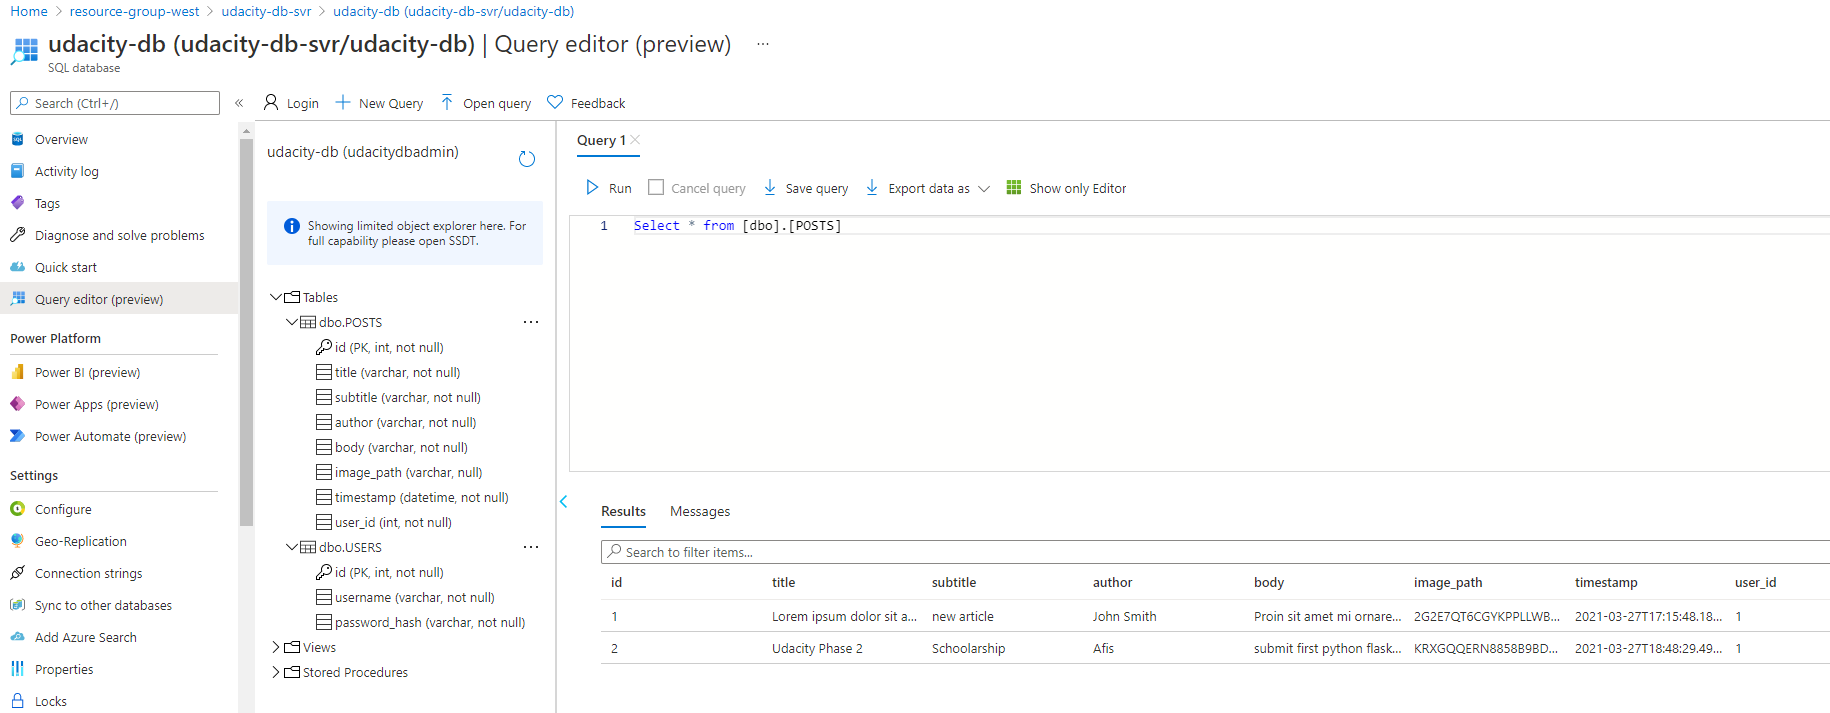 Home > resource-group-west > udacity-db-svr > udacity-db (udacity-db-svr/udacity-db)
udacity-db (udacity-db-svr/udacity-db) | Query editor (preview) ...
SQL database
Search (Ctrl+/)
«
Login
New Query
Open query
Feedback
Overview
Activity log
Tags
Diagnose and solve problems
Quick start
Query editor (preview)
Power Platform
Power BI (preview)
Power Apps (preview)
Power Automate (preview)
Settings
Configure
Geo-Replication
Connection strings
Sync to other databases
Add Azure Search
Properties
Locks
udacity-db (udacitydbadmin)
Showing limited object explorer here. For
full capability please open SSDT.
Tables
dbo.POSTS ...
id (PK, int, not null)
title (varchar, not null)
subtitle (varchar, not null)
author (varchar, not null)
body (varchar, not null)
image_path (varchar, null)
timestamp (datetime, not null)
user_id (int, not null)
dbo.USERS ...
id (PK, int, not null)
username (varchar, not null)
password_hash (varchar, not null)
Views
Stored Procedures
Query 1
Run
Cancel query
Save query
Export data as
Show only Editor
1 Select * from [dbo].[POSTS]
Results Messages
Search to filter items...
id title subtitle author body image_path timestamp user_id
1 Lorem ipsum dolor sit a... new article John Smith Proin sit amet mi ornare... 2G2E7QT6CGYKPPLLWB... 2021-03-27T17:15:48.18... 1
2 Udacity Phase 2 Schoolarship Afis submit first python flask... KRXGQQERN8858B9BD... 2021-03-27T18:48:29.49... 1